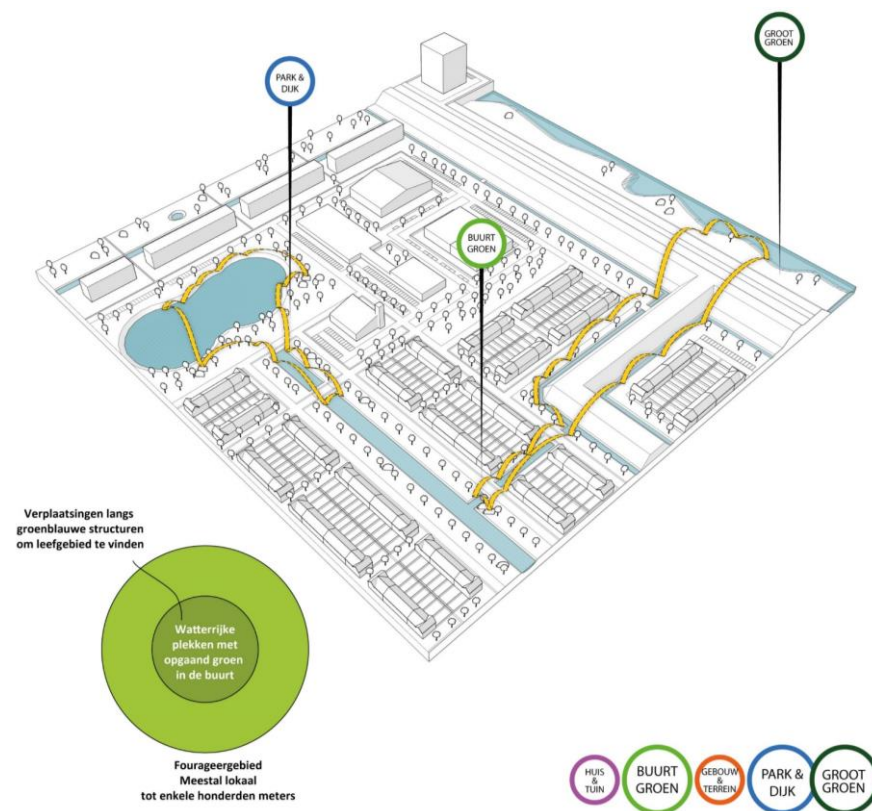 GROOT
GROEN
PARK &
DIJK
BUURT
GROEN
Verplaatsingen langs
groenblauwe structuren
om leefgebied te vinden
Watterrijke
plekken met
opgaand groen
in de buurt
Fourageergebied
Meestal lokaal
tot enkele honderden meters
HUIS
&
TUIN
BUURT
GROEN
GEBOUW
&
TERREIN
PARK &
DIJK
GROOT
GROEN